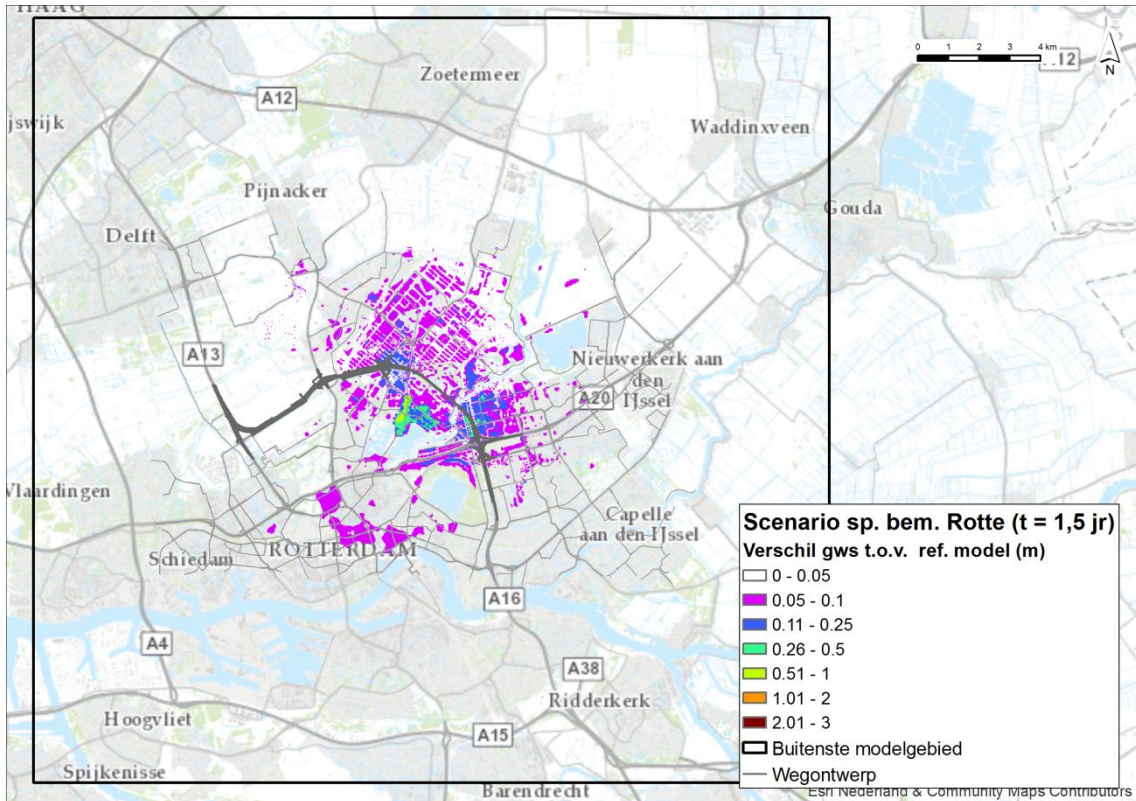 HAAG
Zoetermeer
0 1 2 3 4 km
A12
12
N
jswijk
Waddinxveen
Pijnacker
Gouda
Delft
A13
Nieuwerkerk aan
den
IJssel
A20
Vlaardingen
Capelle
aan den IJssel
Schiedam
ROTTERDAM
A16
A4
A38
Ridderkerk
Hoogvliet
A15
Spijkenisse
Barendrecht
Scenario sp. bem. Rotte (t = 1,5 jr)
Verschil gws t.o.v. ref. model (m)
0 - 0.05
0.05 - 0.1
0.11 - 0.25
0.26 - 0.5
0.51 - 1
1.01 - 2
2.01 - 3
Buitenste modelgebied
Wegontwerp
Esri Nederland & Community Maps Contributors